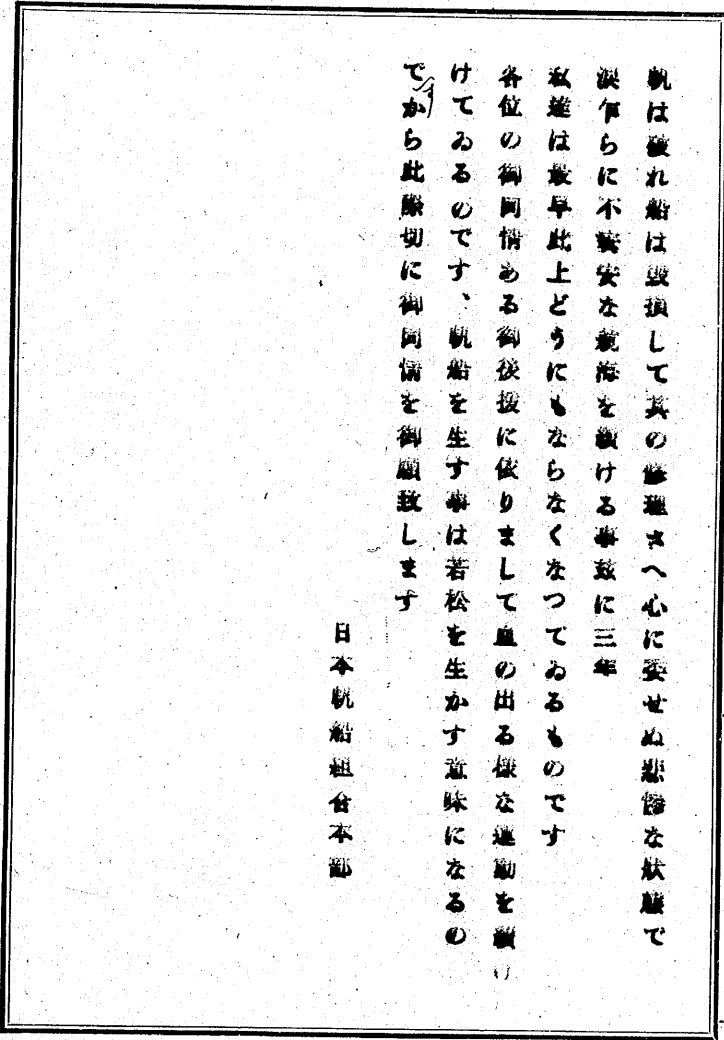 帆は破れ船は毀損して其の修理さへ心に委せぬ悲惨な状態で
涙乍らに不安な航海を續ける事玆に三年
私達は最早此上どうにもならなくなつてゐるものです
各位の御同情ある御後援に依りまして血の出る様な運動を續け
けてゐるのです、帆船を生す事は若松を生かす意味になるの
ですから此際切に御同情を御願致します
日本帆船組合本部